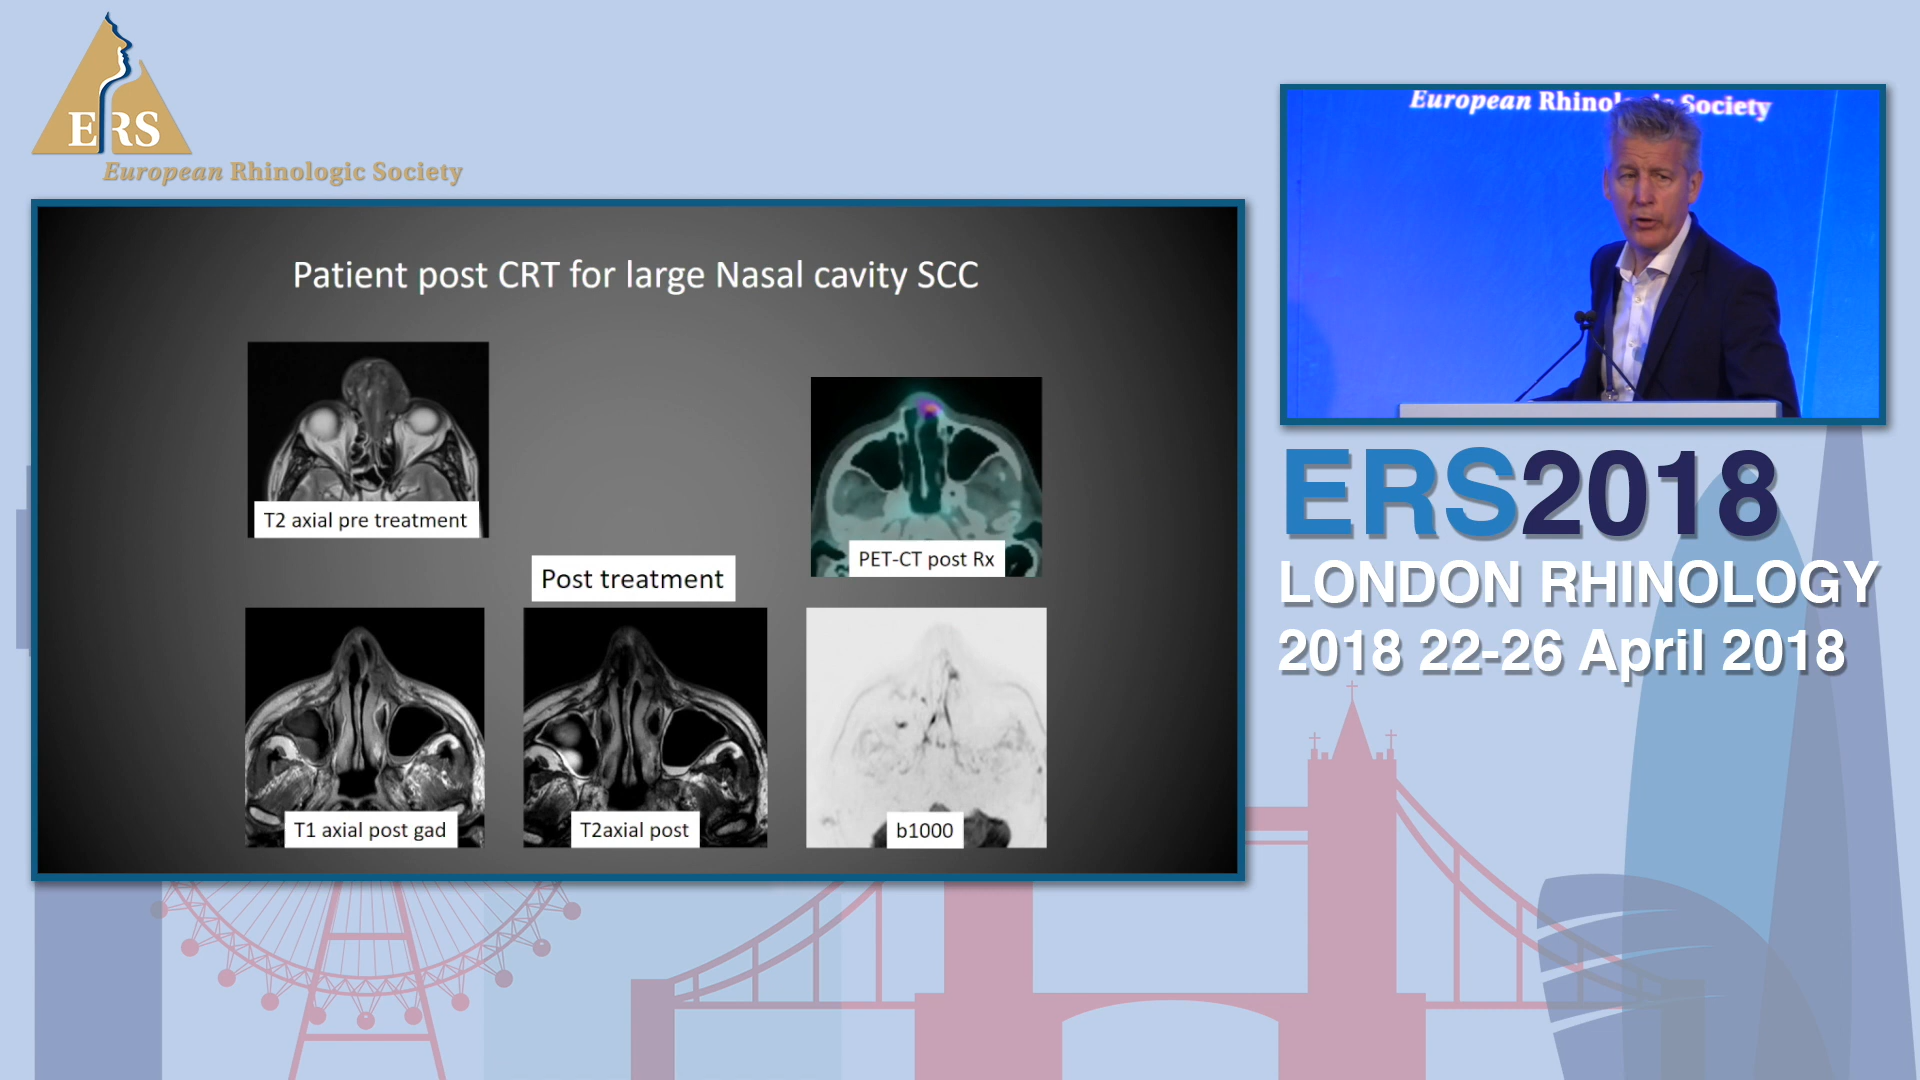 ERS
European Rhinologic Society
Patient post CRT for large Nasal cavity SCC
T2 axial pre treatment
PET-CT post Rx
Post treatment
T1 axial post gad
T2axial post
b1000
European Rhinol Society
ERS2018
LONDON RHINOLOGY
2018 22-26 April 2018